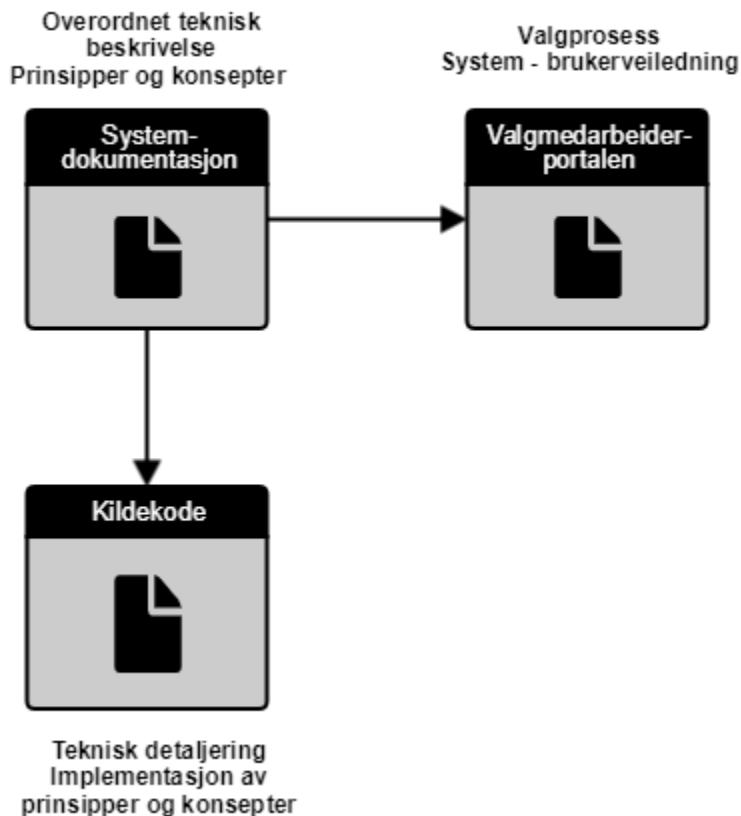 Overordnet teknisk
beskrivelse
Prinsipper og konsepter
System-
dokumentasjon
Valgprosess
System - brukerveiledning
Valgmedarbeider-
portalen
Kildekode
Teknisk detaljering
Implementasjon av
prinsipper og konsepter